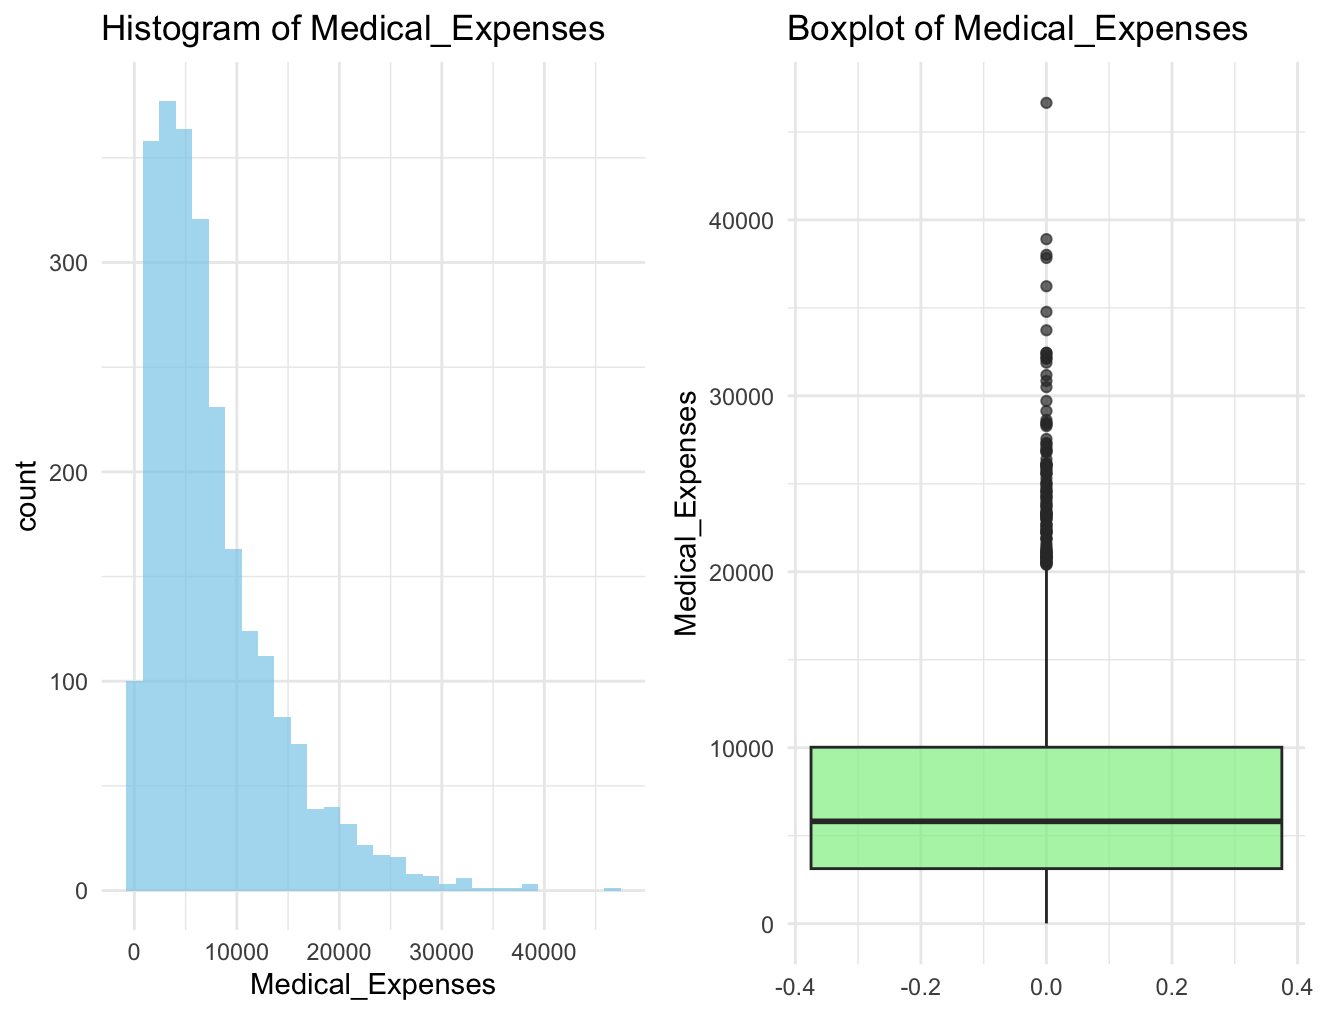 Histogram of Medical_Expenses
count
300
200
100
0
0 10000 20000 30000 40000
Medical_Expenses
Boxplot of Medical_Expenses
Medical_Expenses
40000
30000
20000
10000
0
-0.4 -0.2 0.0 0.2 0.4